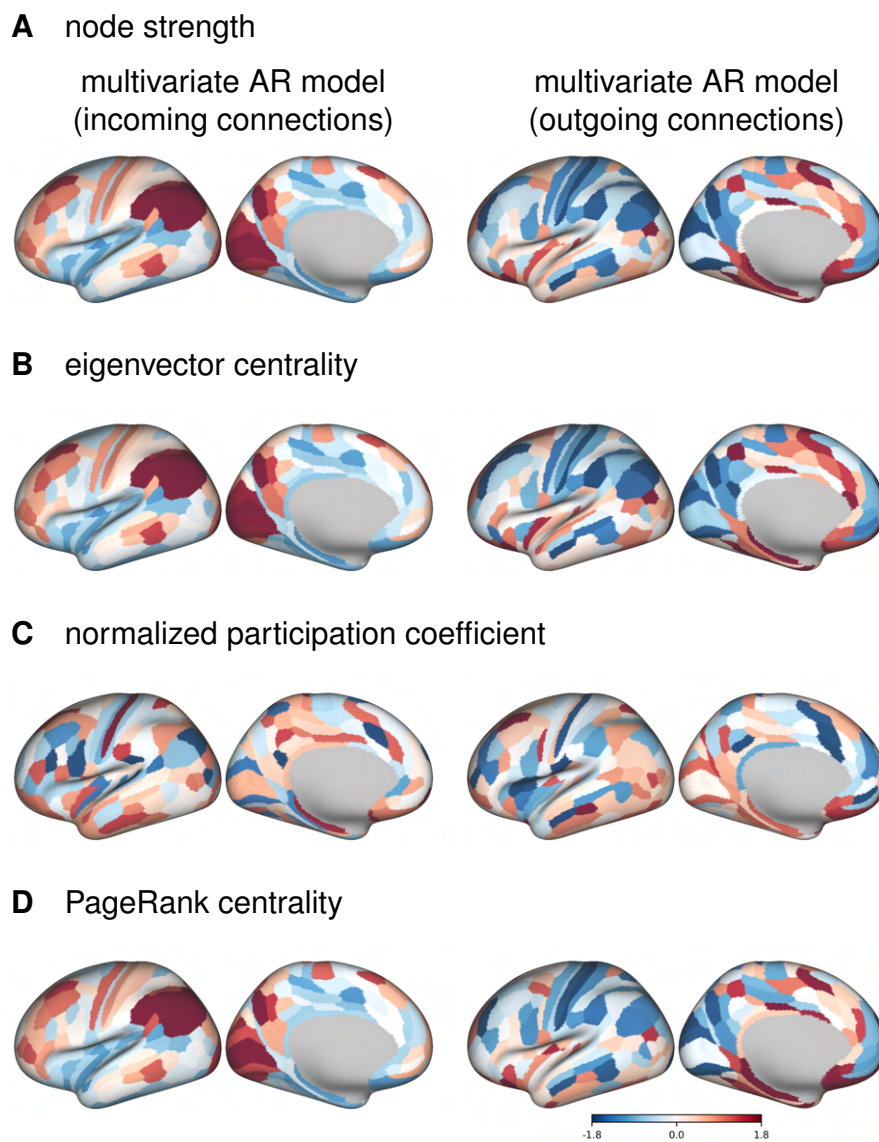 A node strength
multivariate AR model
(incoming connections)
multivariate AR model
(outgoing connections)
B eigenvector centrality
C normalized participation coefficient
D PageRank centrality
-1.8 0.0 1.8